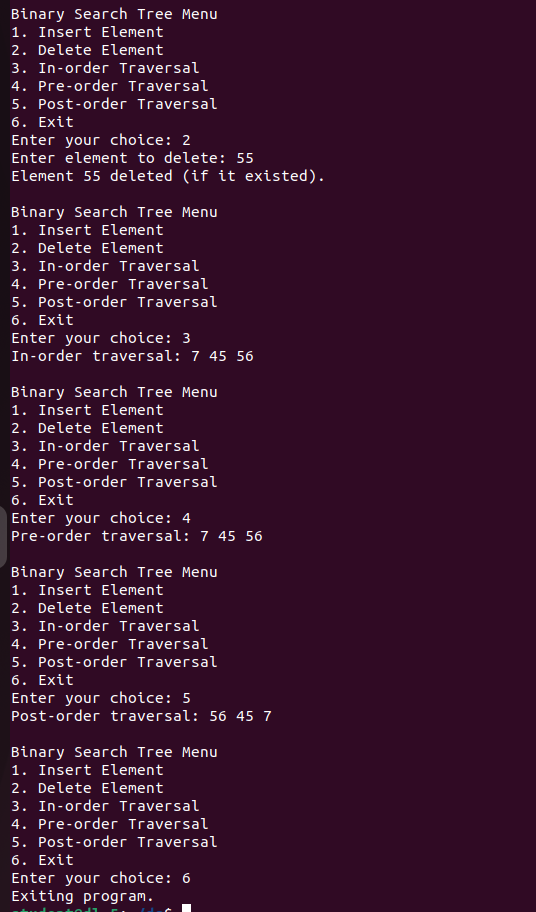 Binary Search Tree Menu
1. Insert Element
2. Delete Element
3. In-order Traversal
4. Pre-order Traversal
5. Post-order Traversal
6. Exit
Enter your choice: 2
Enter element to delete: 55
Element 55 deleted (if it existed).

Binary Search Tree Menu
1. Insert Element
2. Delete Element
3. In-order Traversal
4. Pre-order Traversal
5. Post-order Traversal
6. Exit
Enter your choice: 3
In-order traversal: 7 45 56

Binary Search Tree Menu
1. Insert Element
2. Delete Element
3. In-order Traversal
4. Pre-order Traversal
5. Post-order Traversal
6. Exit
Enter your choice: 4
Pre-order traversal: 7 45 56

Binary Search Tree Menu
1. Insert Element
2. Delete Element
3. In-order Traversal
4. Pre-order Traversal
5. Post-order Traversal
6. Exit
Enter your choice: 5
Post-order traversal: 56 45 7

Binary Search Tree Menu
1. Insert Element
2. Delete Element
3. In-order Traversal
4. Pre-order Traversal
5. Post-order Traversal
6. Exit
Enter your choice: 6
Exiting program.